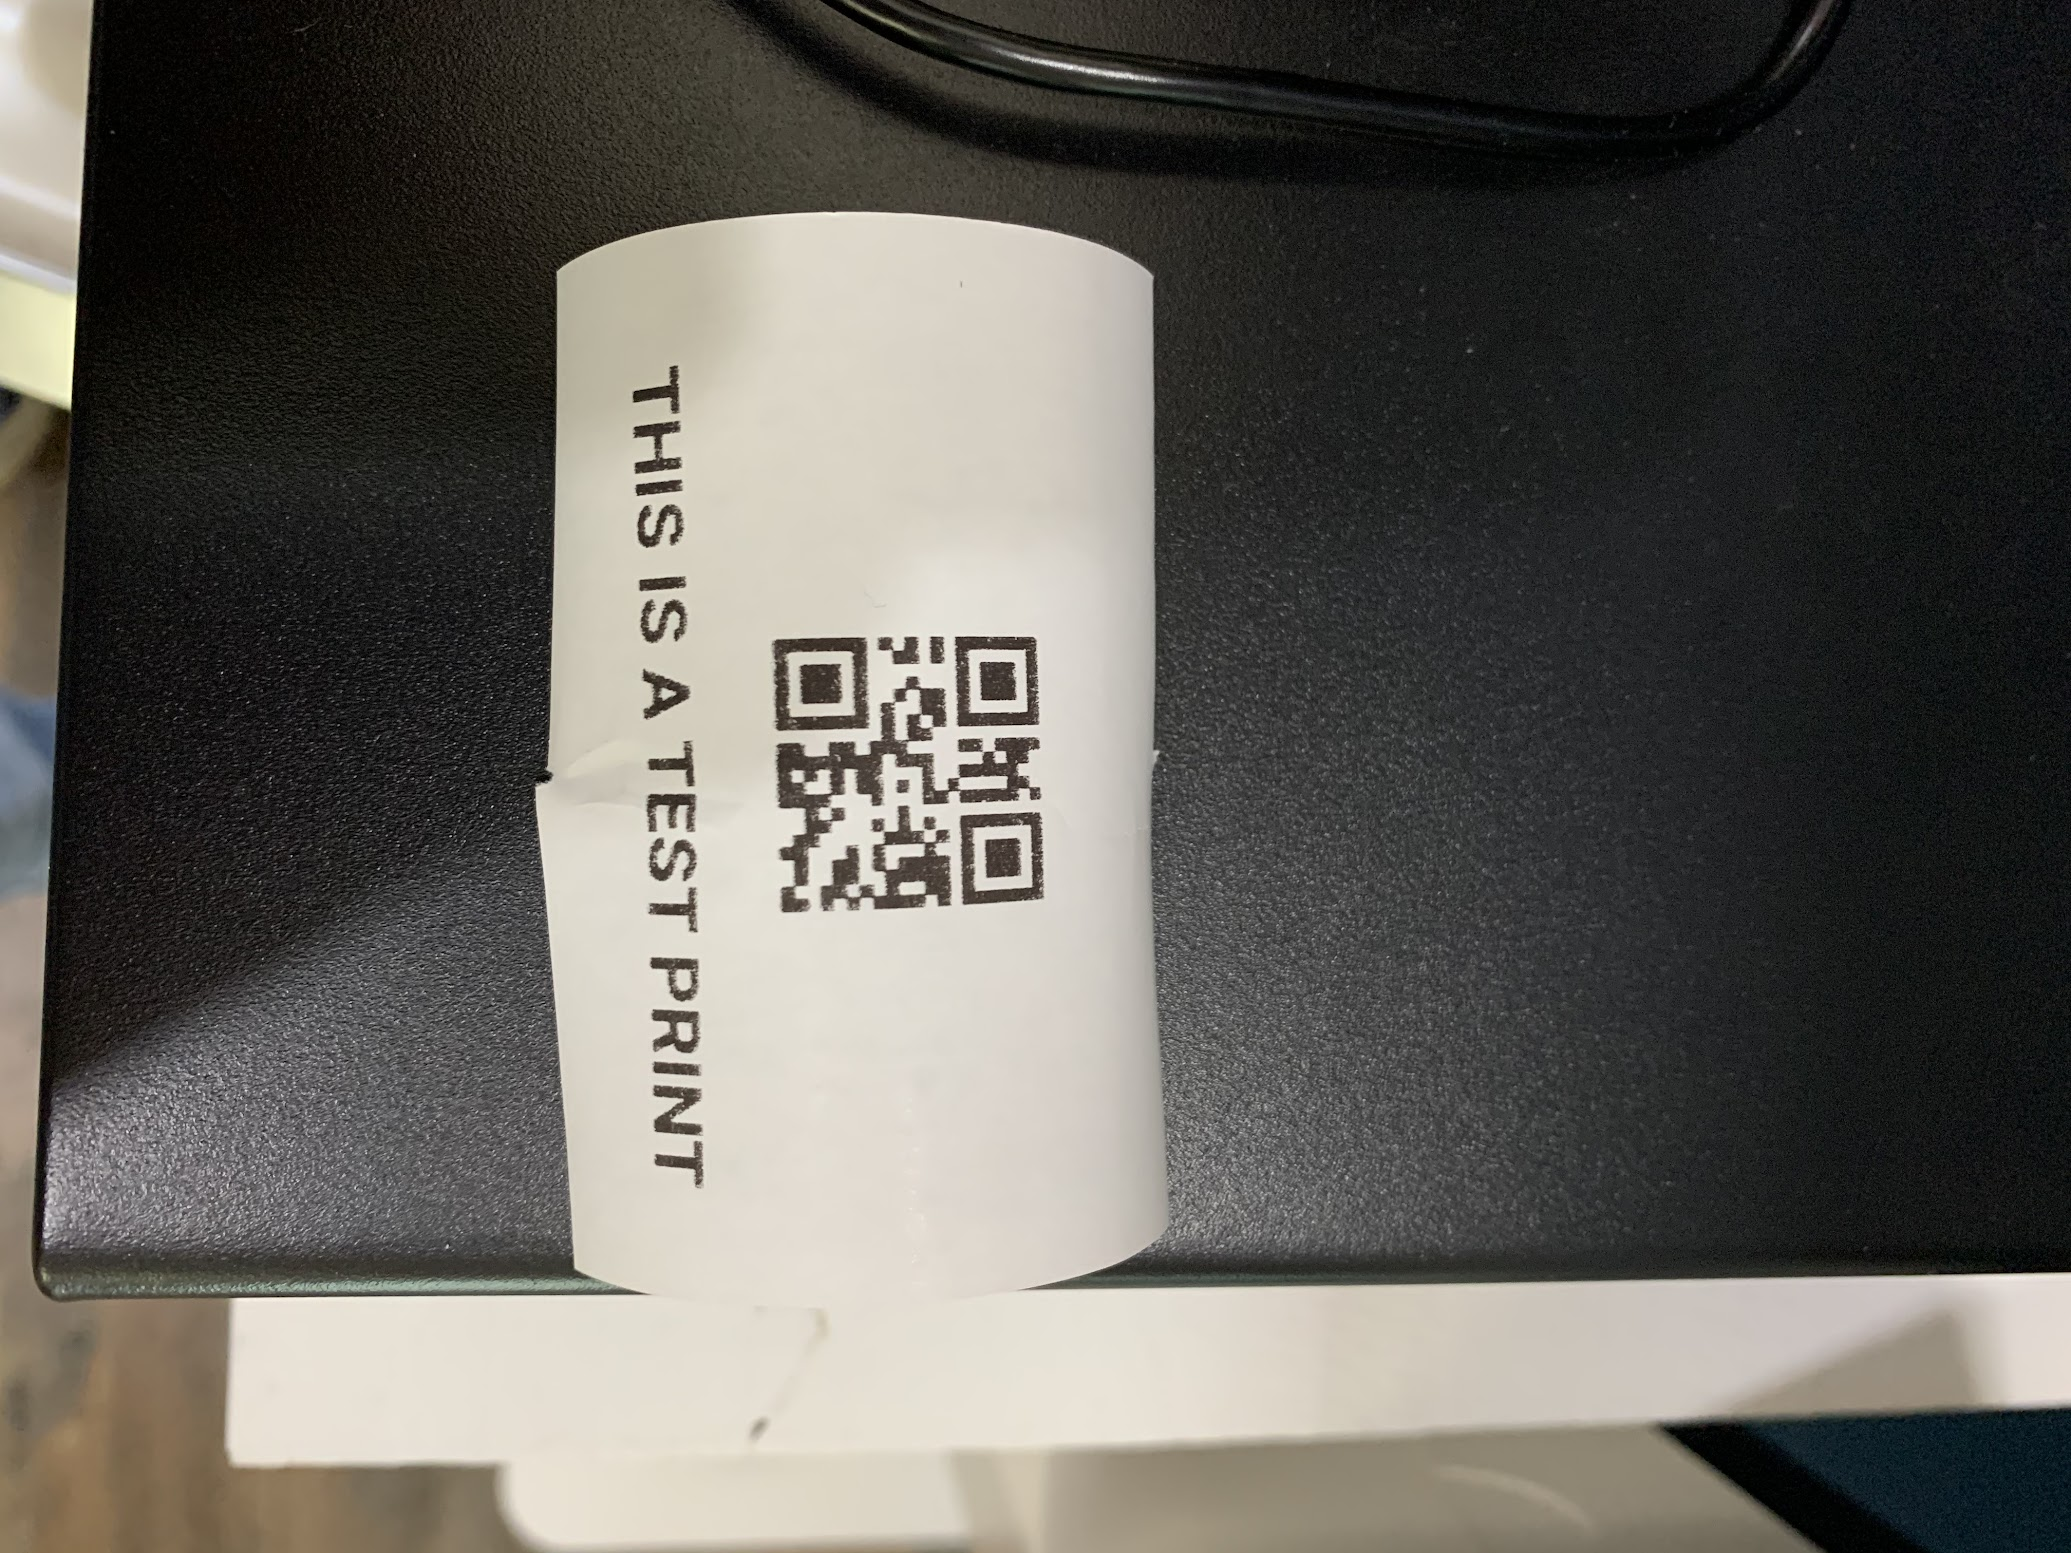 THIS IS A TEST PRINT